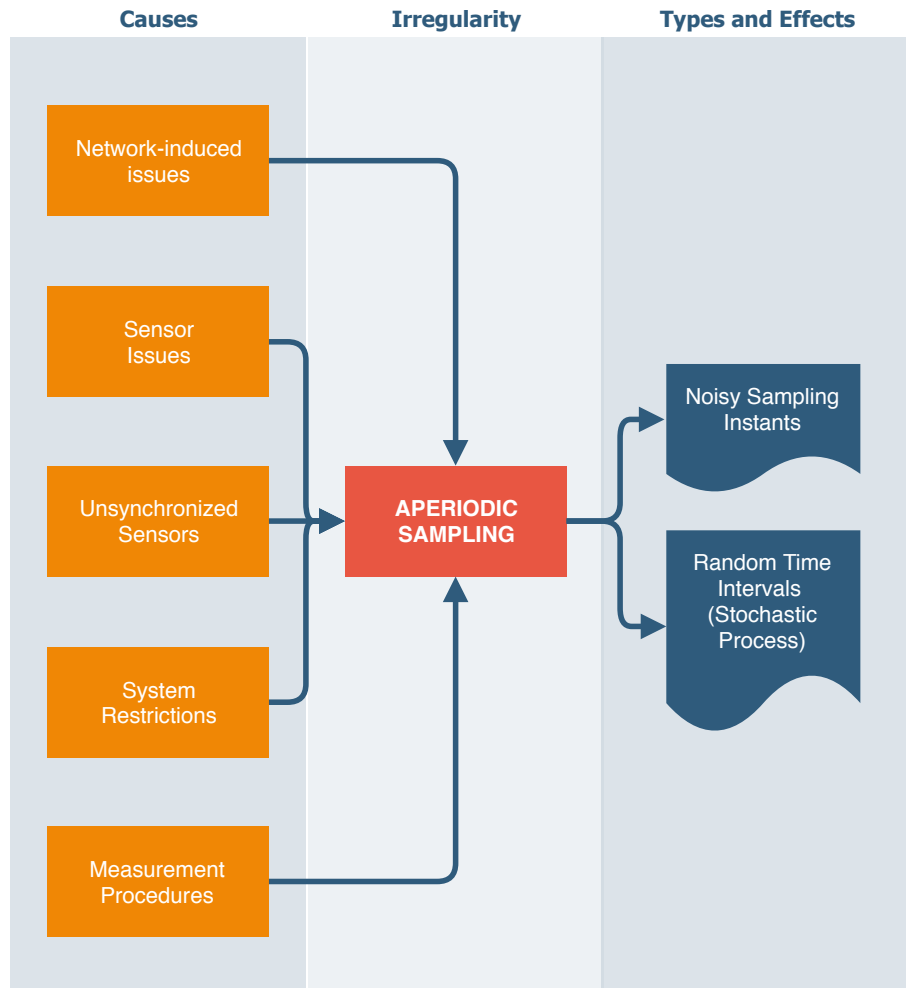 Causes
Irregularity
Types and Effects
Network-induced
issues
Sensor
Issues
Unsynchronized
Sensors
System
Restrictions
Measurement
Procedures
APERIODIC
SAMPLING
Noisy Sampling
Instants
Random Time
Intervals
(Stochastic
Process)